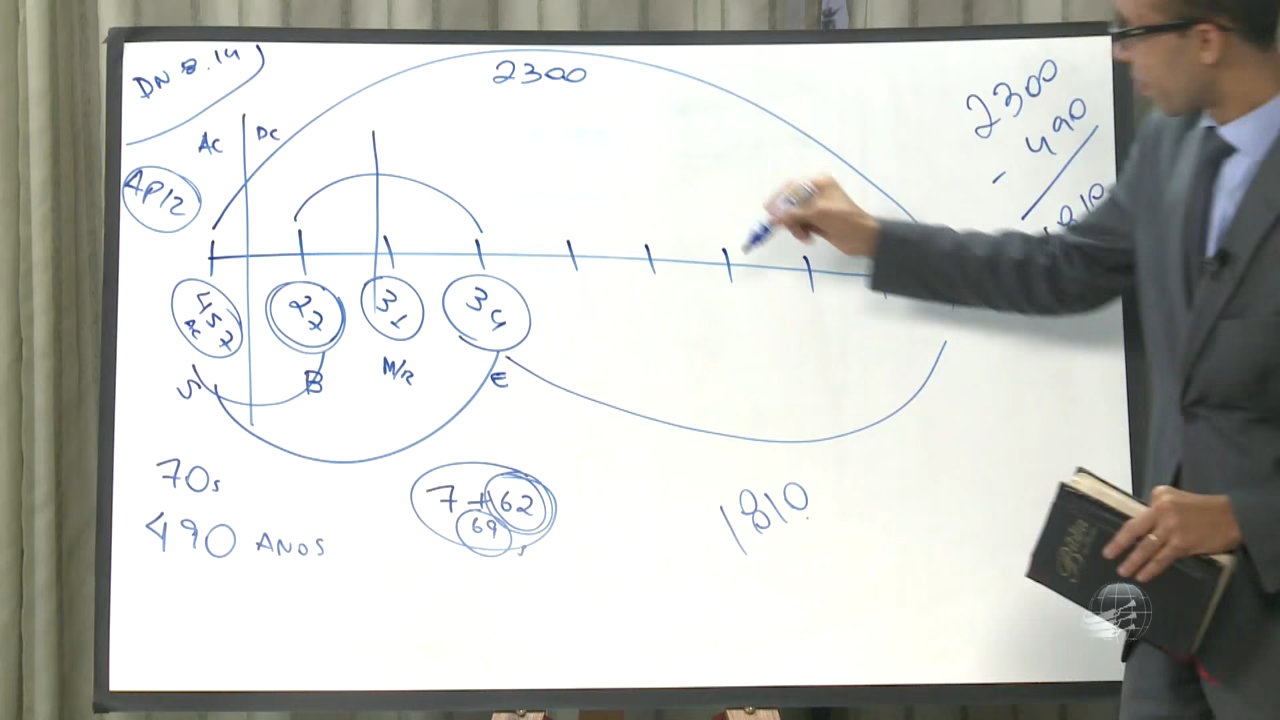 DN 8.14
2300
AC DC
AP12
2300
- 490
1810
457 AC
27
31
34
S
B
M/R
E
70s
490 ANOS
7 + 62
69
1810